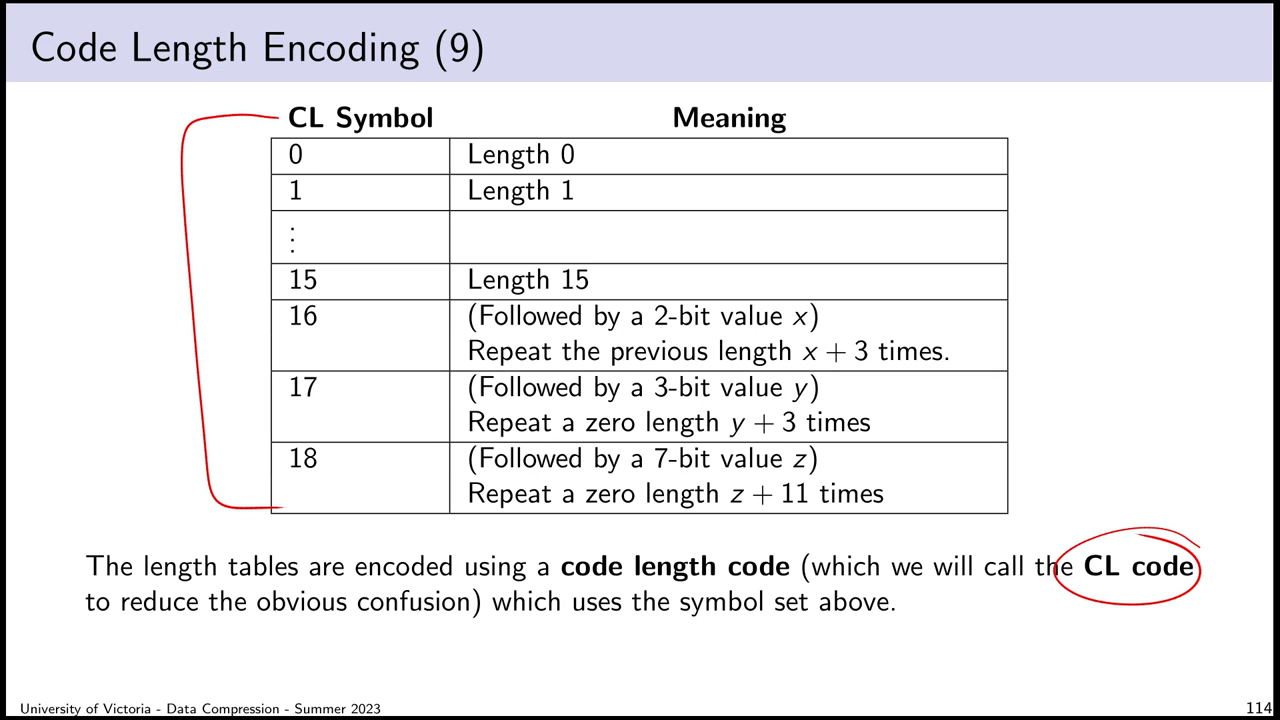 Code Length Encoding (9)
CL Symbol Meaning
0 Length 0
1 Length 1
⋮
15 Length 15
16 (Followed by a 2-bit value x)
Repeat the previous length x + 3 times.
17 (Followed by a 3-bit value y)
Repeat a zero length y + 3 times
18 (Followed by a 7-bit value z)
Repeat a zero length z + 11 times
The length tables are encoded using a code length code (which we will call the CL code
to reduce the obvious confusion) which uses the symbol set above.
University of Victoria - Data Compression - Summer 2023 114